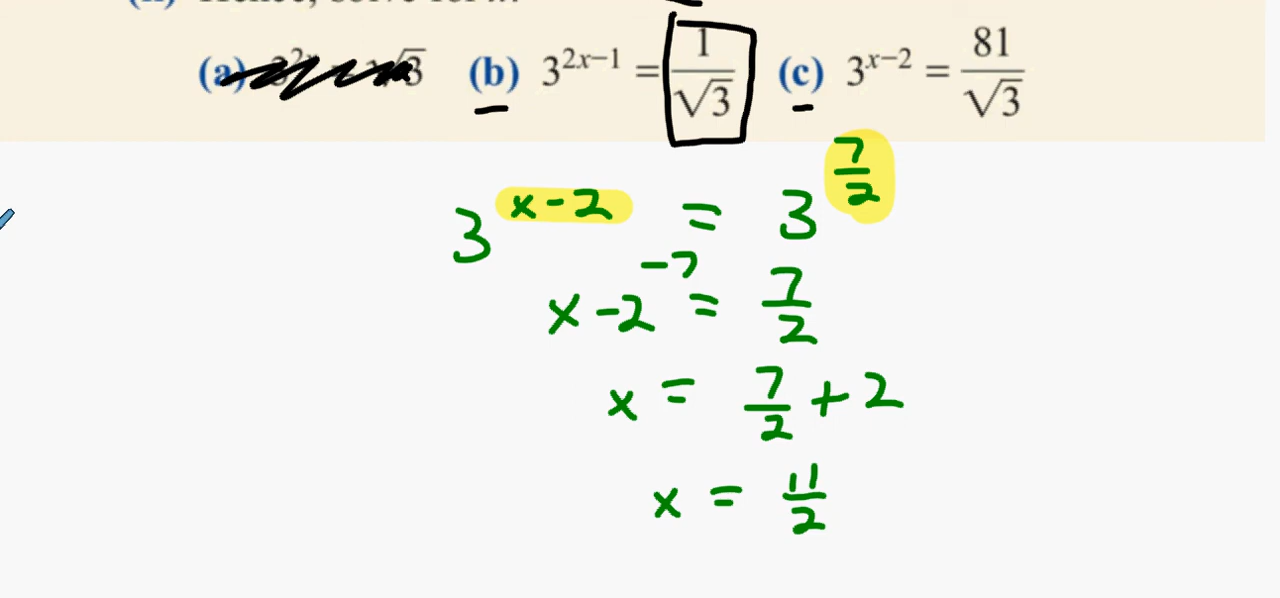 (b) 3^{2x−1} = 1/√3 (c) 3^{x−2} = 81/√3
3^{x-2} = 3^{7/2}
-7
x-2 = 7/2
x = 7/2 + 2
x = 11/2